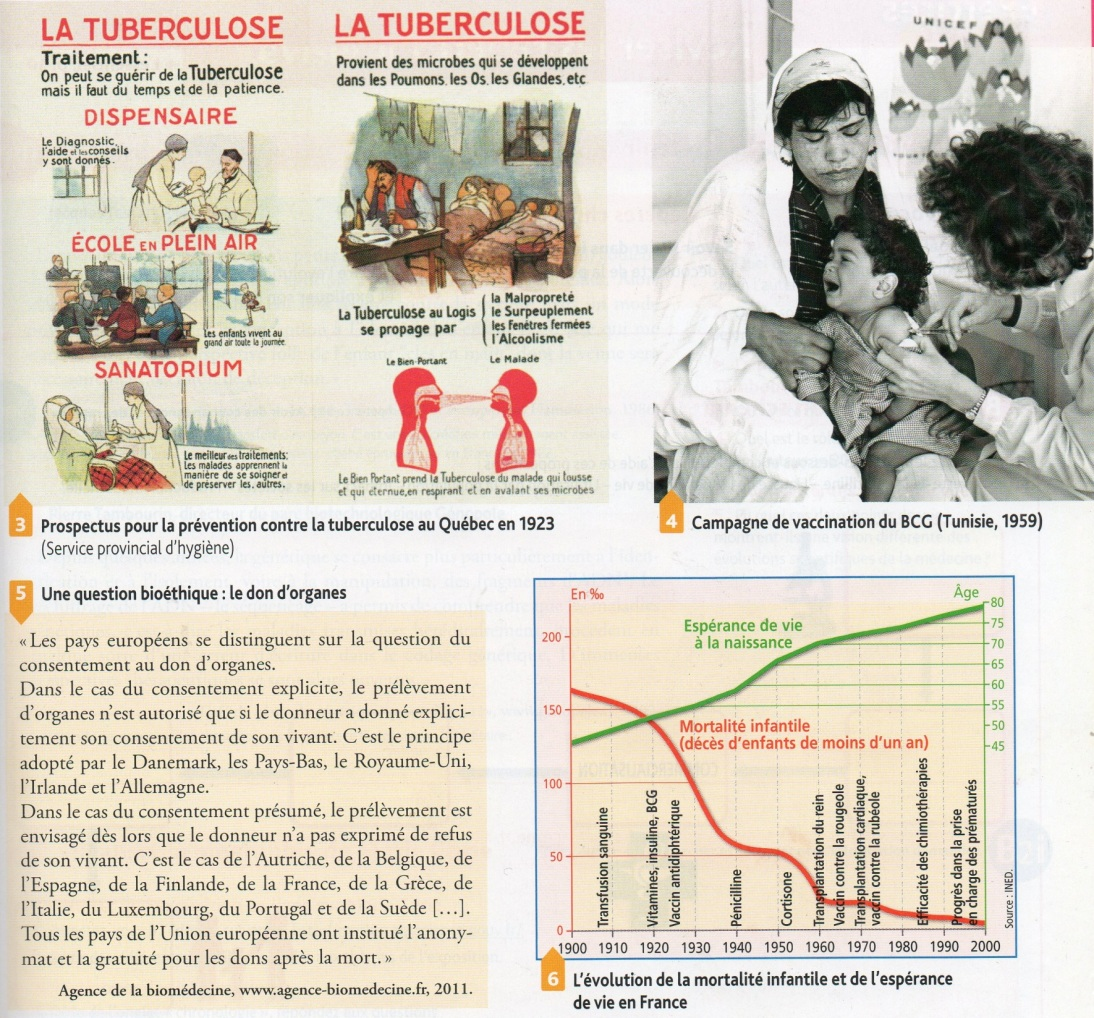 LA TUBERCULOSE
Traitement :
On peut se guérir de la Tuberculose
mais il faut du temps et de la patience.
DISPENSAIRE
Le Diagnostic,
l'aide et les conseils
y sont donnés.
ÉCOLE EN PLEIN AIR
Les enfants vivent au
grand air toute la journée.
SANATORIUM
Le meilleur des traitements:
Les malades apprennent la
manière de se soigner et
de préserver les autres.
LA TUBERCULOSE
Provient des microbes qui se développent
dans les Poumons, les Os, les Glandes, etc
La Tuberculose au Logis
se propage par
la Malpropreté
le Surpeuplement
les Fenêtres fermées
l'Alcoolisme
Le Bien-Portant
Le Malade
Le Bien Portant prend la Tuberculose du malade qui tousse
et qui éternue, en respirant et en avalant ses microbes
3 Prospectus pour la prévention contre la tuberculose au Québec en 1923
(Service provincial d'hygiène)
UNICEF
4 Campagne de vaccination du BCG (Tunisie, 1959)
5 Une question bioéthique : le don d'organes
« Les pays européens se distinguent sur la question du
consentement au don d'organes.
Dans le cas du consentement explicite, le prélèvement
d'organes n'est autorisé que si le donneur a donné explici-
tement son consentement de son vivant. C'est le principe
adopté par le Danemark, les Pays-Bas, le Royaume-Uni,
l'Irlande et l'Allemagne.
Dans le cas du consentement présumé, le prélèvement est
envisagé dès lors que le donneur n'a pas exprimé de refus
de son vivant. C'est le cas de l'Autriche, de la Belgique, de
l'Espagne, de la Finlande, de la France, de la Grèce, de
l'Italie, du Luxembourg, du Portugal et de la Suède [...].
Tous les pays de l'Union européenne ont institué l'anony-
mat et la gratuité pour les dons après la mort. »
Agence de la biomédecine, www.agence-biomedecine.fr, 2011.
En ‰
Âge
200
150
100
50
0
80
75
70
65
60
55
50
45
Espérance de vie
à la naissance
Mortalité infantile
(décès d'enfants de moins d'un an)
Transfusion sanguine
Vitamines, insuline, BCG
Vaccin antidiphtérique
Pénicilline
Cortisone
Transplantation du rein
Vaccin contre la rougeole
Transplantation cardiaque,
vaccin contre la rubéole
Efficacité des chimiothérapies
Progrès dans la prise
en charge des prématurés
Source : INED.
1900 1910 1920 1930 1940 1950 1960 1970 1980 1990 2000
6 L'évolution de la mortalité infantile et de l'espérance
de vie en France